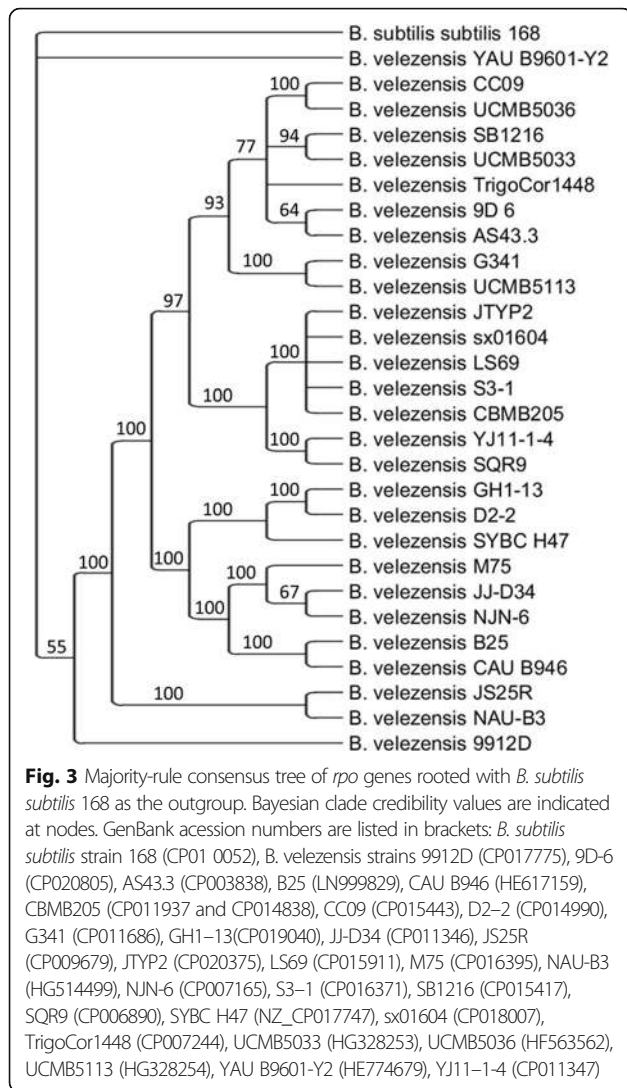 B. subtilis subtilis 168
B. velezensis YAU B9601-Y2
100
B. velezensis CC09
B. velezensis UCMB5036
94
B. velezensis SB1216
77
B. velezensis UCMB5033
B. velezensis TrigoCor1448
93
64
B. velezensis 9D 6
B. velezensis AS43.3
100
B. velezensis G341
B. velezensis UCMB5113
97
B. velezensis JTYP2
B. velezensis sx01604
100
B. velezensis LS69
B. velezensis S3-1
100
B. velezensis CBMB205
100
B. velezensis YJ11-1-4
100
B. velezensis SQR9
100
B. velezensis GH1-13
100
B. velezensis D2-2
B. velezensis SYBC H47
100
100
100
B. velezensis M75
67
B. velezensis JJ-D34
100
B. velezensis NJN-6
100
B. velezensis B25
55
B. velezensis CAU B946
100
B. velezensis JS25R
B. velezensis NAU-B3
B. velezensis 9912D
Fig. 3 Majority-rule consensus tree of rpo genes rooted with B. subtilis
subtilis 168 as the outgroup. Bayesian clade credibility values are indicated
at nodes. GenBank acession numbers are listed in brackets: B. subtilis
subtilis strain 168 (CP01 0052), B. velezensis strains 9912D (CP017775), 9D-6
(CP020805), AS43.3 (CP003838), B25 (LN999829), CAU B946 (HE617159),
CBMB205 (CP011937 and CP014838), CC09 (CP015443), D2–2 (CP014990),
G341 (CP011686), GH1–13(CP019040), JJ-D34 (CP011346), JS25R
(CP009679), JTYP2 (CP020375), LS69 (CP015911), M75 (CP016395), NAU-B3
(HG514499), NJN-6 (CP007165), S3–1 (CP016371), SB1216 (CP015417),
SQR9 (CP006890), SYBC H47 (NZ_CP017747), sx01604 (CP018007),
TrigoCor1448 (CP007244), UCMB5033 (HG328253), UCMB5036 (HF563562),
UCMB5113 (HG328254), YAU B9601-Y2 (HE774679), YJ11–1-4 (CP011347)